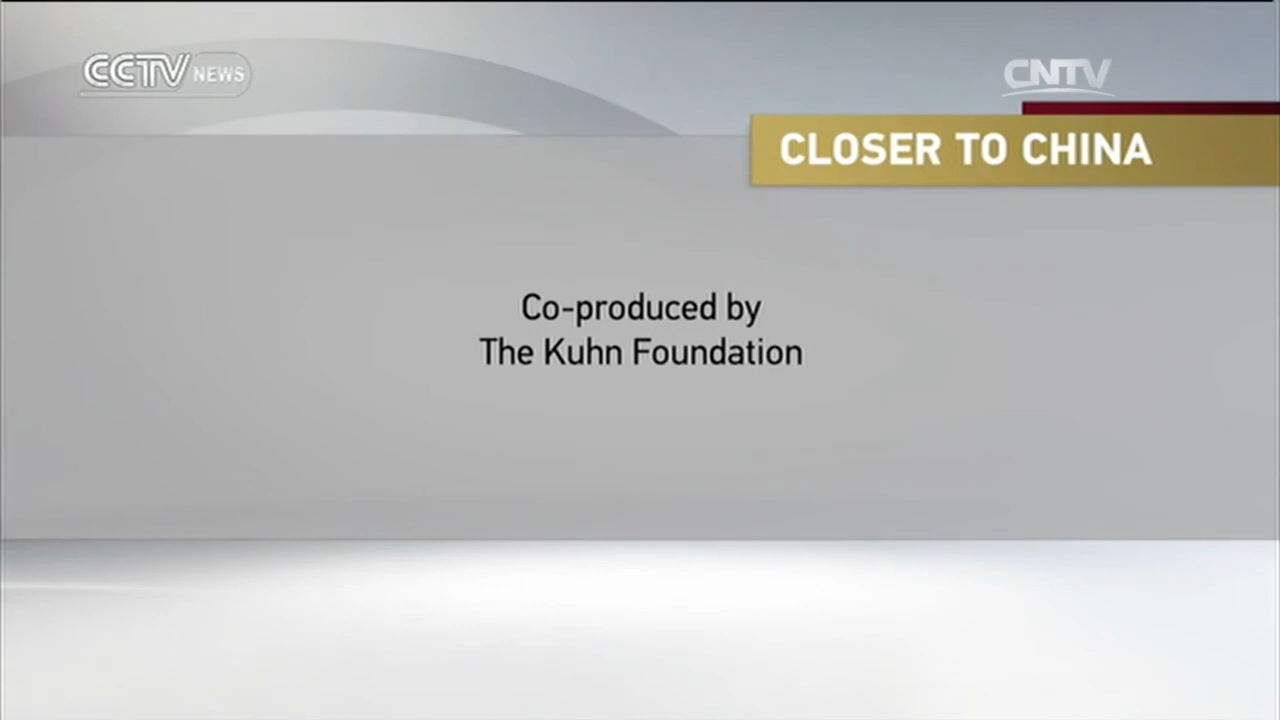 CCTV NEWS
CNTV
CLOSER TO CHINA
Co-produced by
The Kuhn Foundation